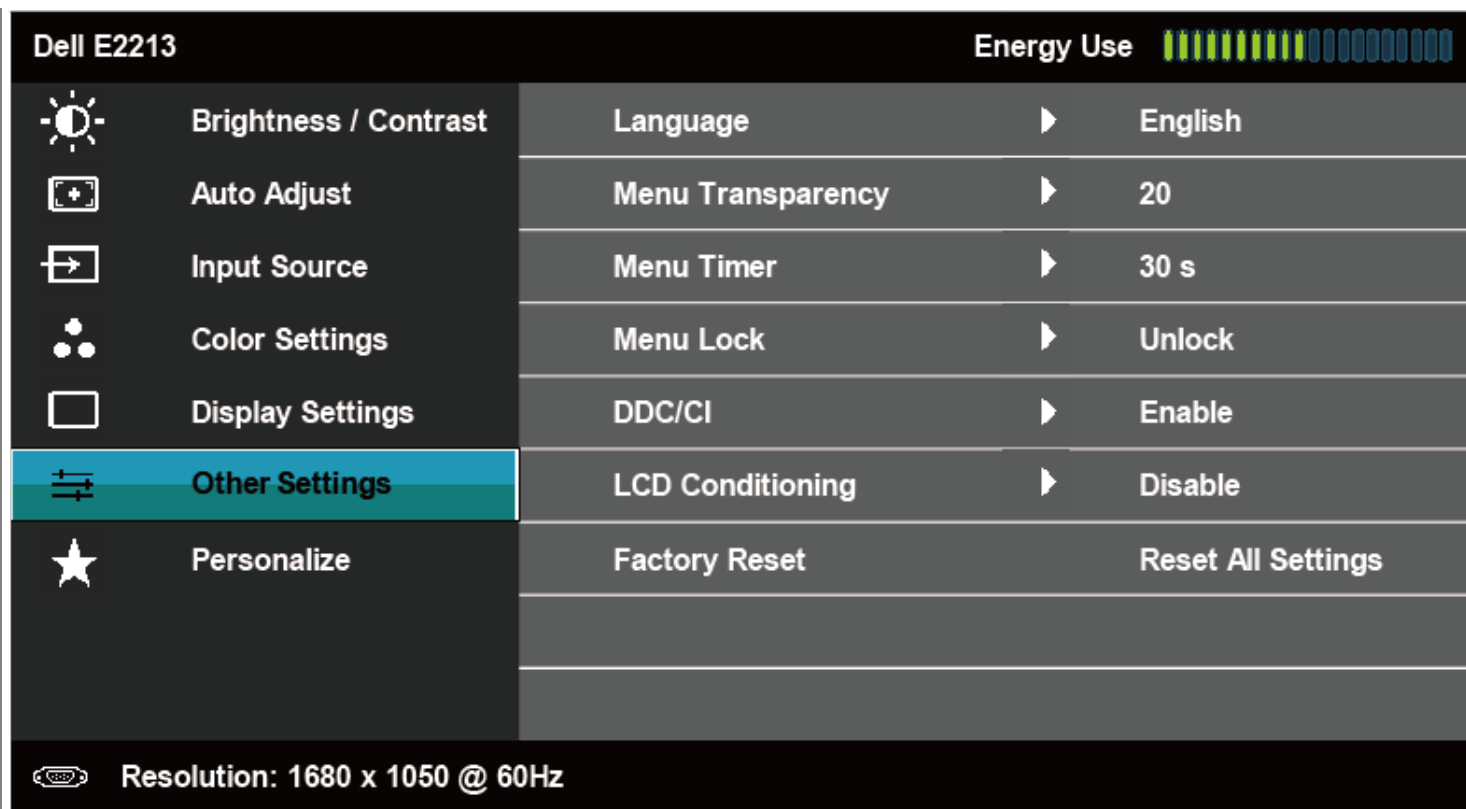 Dell E2213 Energy Use
Brightness / Contrast Language English
Auto Adjust Menu Transparency 20
Input Source Menu Timer 30 s
Color Settings Menu Lock Unlock
Display Settings DDC/CI Enable
Other Settings LCD Conditioning Disable
Personalize Factory Reset Reset All Settings
Resolution: 1680 x 1050 @ 60Hz